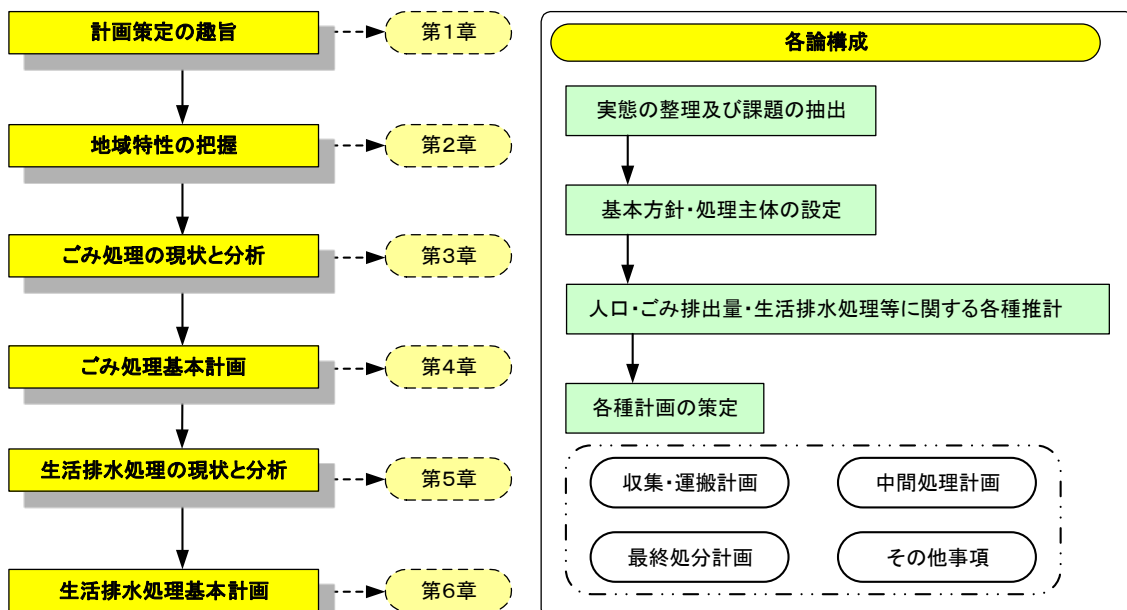 計画策定の趣旨
第1章
地域特性の把握
第2章
ごみ処理の現状と分析
第3章
ごみ処理基本計画
第4章
生活排水処理の現状と分析
第5章
生活排水処理基本計画
第6章
各論構成
実態の整理及び課題の抽出
基本方針・処理主体の設定
人口・ごみ排出量・生活排水処理等に関する各種推計
各種計画の策定
収集・運搬計画
中間処理計画
最終処分計画
その他事項